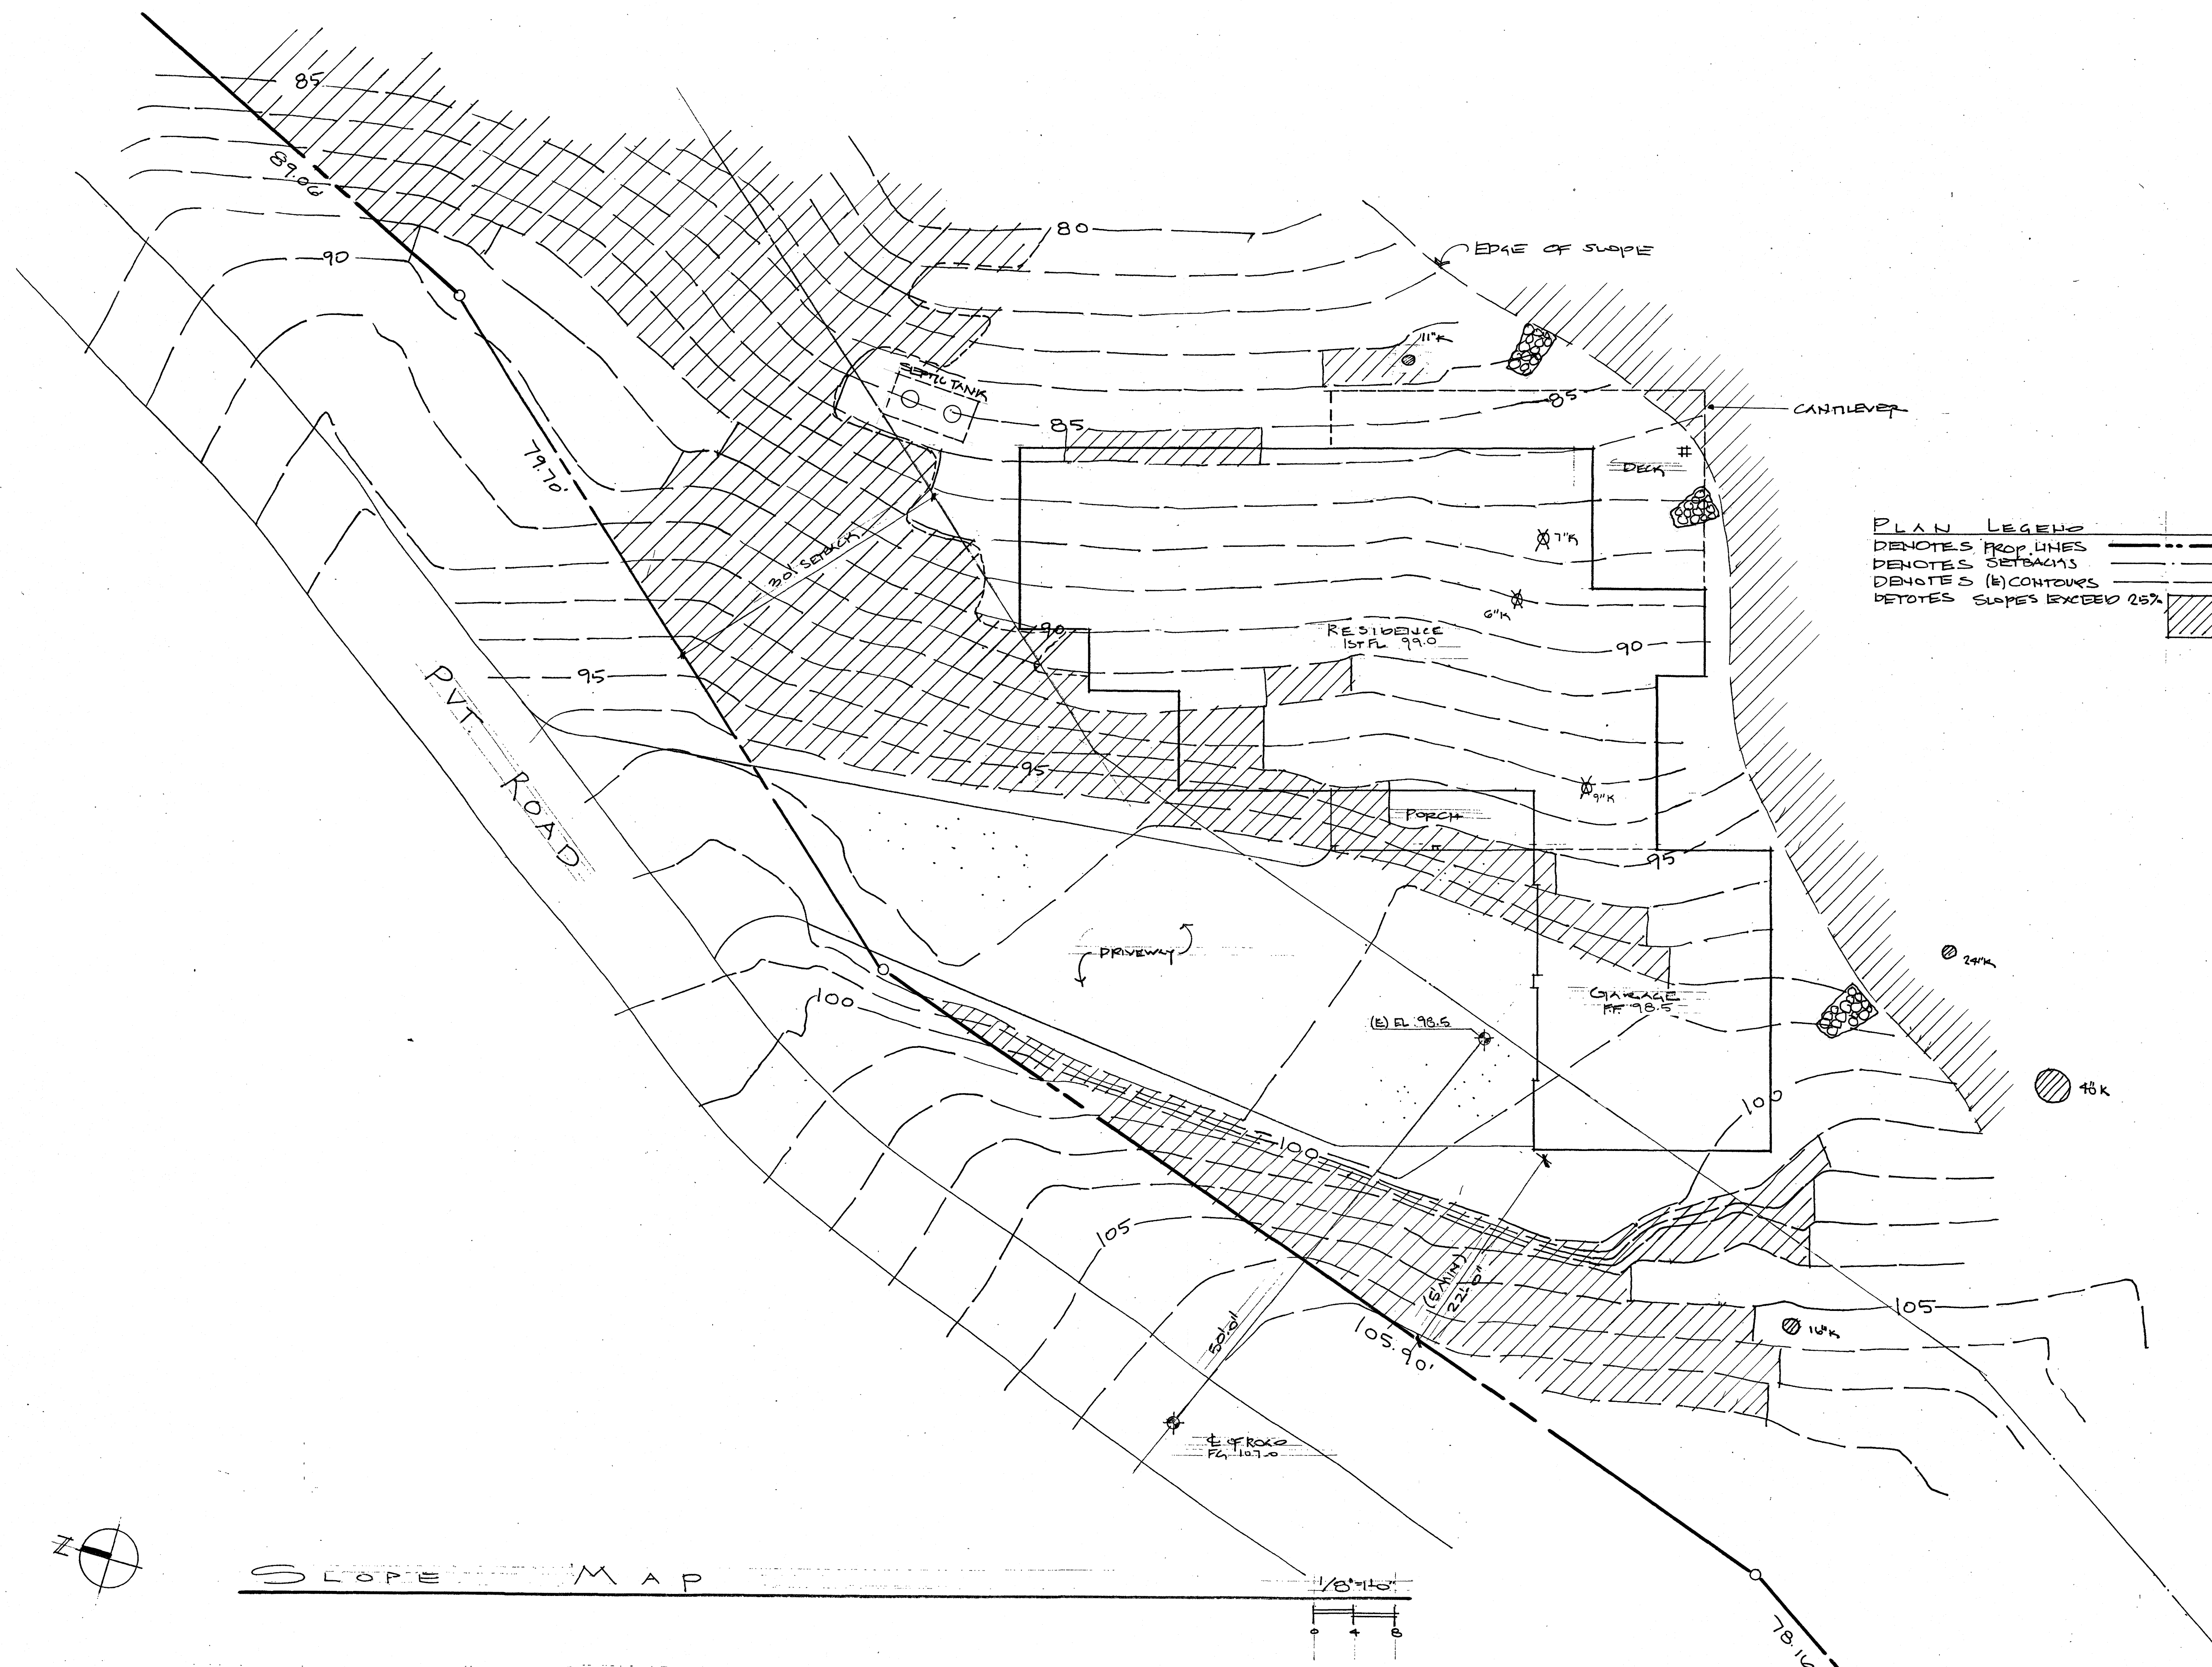 85
89.06'
80
90
EDGE OF SLOPE
11"K
SEPTIC TANK
85
85
CANTILEVER
#
DECK
79.70'
7"K
PLAN LEGEND
DENOTES PROP. LINES
DENOTES SETBACKS
DENOTES (E) CONTOURS
DETOTES SLOPES EXCEED 25%
30' SETBACK
6"K
90
RESIDENCE
1ST FL. 99.0
90
95
PVT. ROAD
95
9"K
PORCH
95
DRIVEWAY
24"K
100
GARAGE
F.F. 98.5
(E) EL. 98.5
48"K
100
100
105
(5' MIN)
22'-0"
105
16"K
50'-0"
105.90'
℄ OF ROAD
FG 107.0
Z
SLOPE MAP
1/8"=1'-0"
0 4 8
78.16